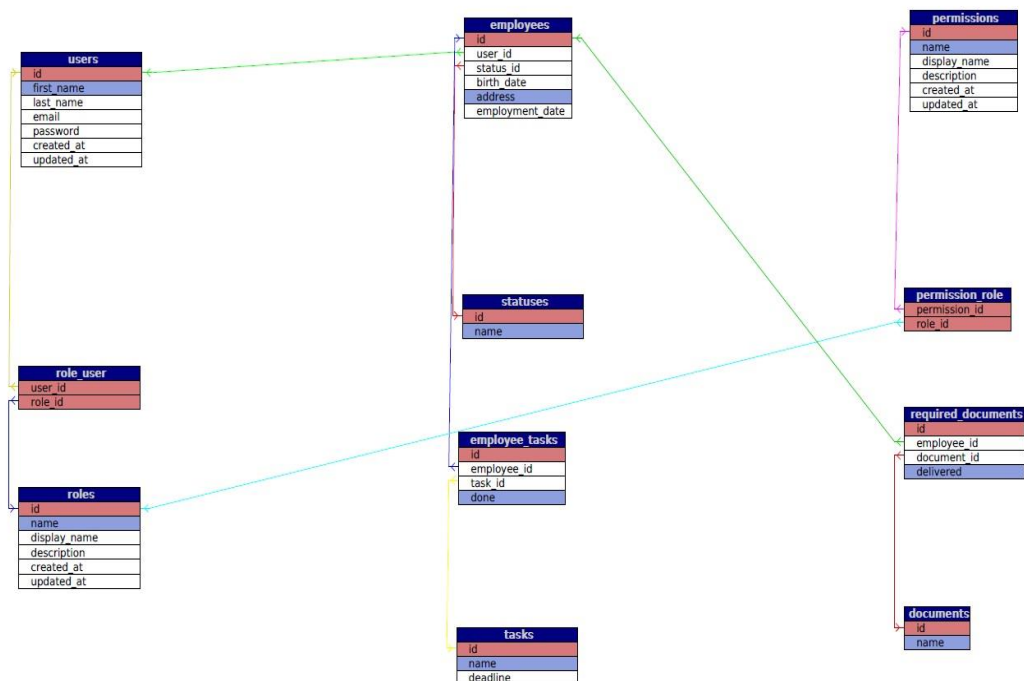 users
id
first_name
last_name
email
password
created_at
updated_at
role_user
user_id
role_id
roles
id
name
display_name
description
created_at
updated_at
employees
id
user_id
status_id
birth_date
address
employment_date
statuses
id
name
employee_tasks
id
employee_id
task_id
done
tasks
id
name
deadline
permissions
id
name
display_name
description
created_at
updated_at
permission_role
permission_id
role_id
required_documents
id
employee_id
document_id
delivered
documents
id
name